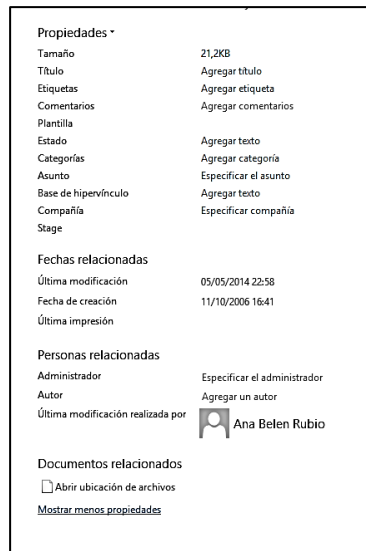 Propiedades
Tamaño 21,2KB
Título Agregar título
Etiquetas Agregar etiqueta
Comentarios Agregar comentarios
Plantilla
Estado Agregar texto
Categorías Agregar categoría
Asunto Especificar el asunto
Base de hipervínculo Agregar texto
Compañía Especificar compañía
Stage
Fechas relacionadas
Última modificación 05/05/2014 22:58
Fecha de creación 11/10/2006 16:41
Última impresión
Personas relacionadas
Administrador Especificar el administrador
Autor Agregar un autor
Última modificación realizada por Ana Belen Rubio
Documentos relacionados
Abrir ubicación de archivos
Mostrar menos propiedades